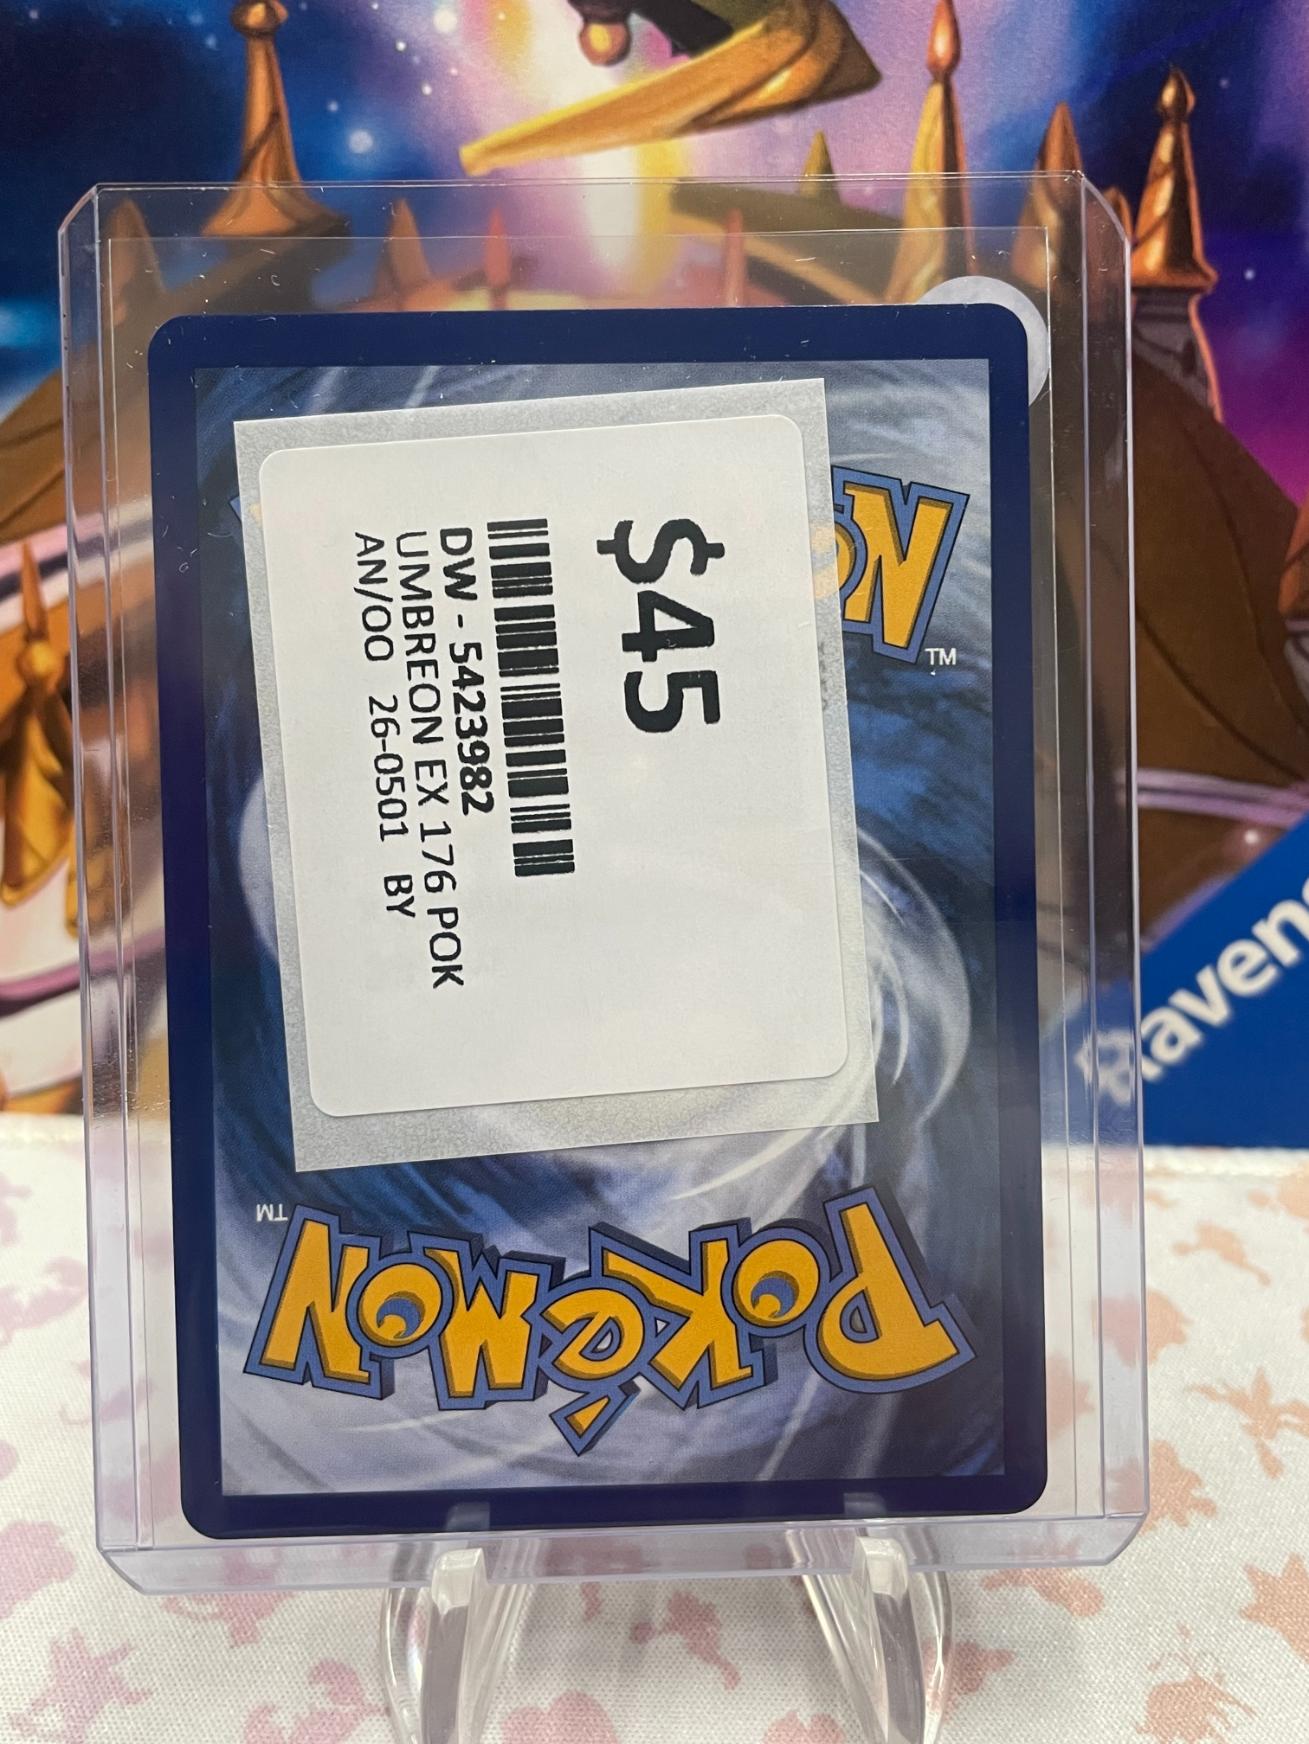 $45
DW - 5423982
UMBREON EX 176 POK
AN/OO 26-0501 BY
TM
Pokémon
TM
Raven